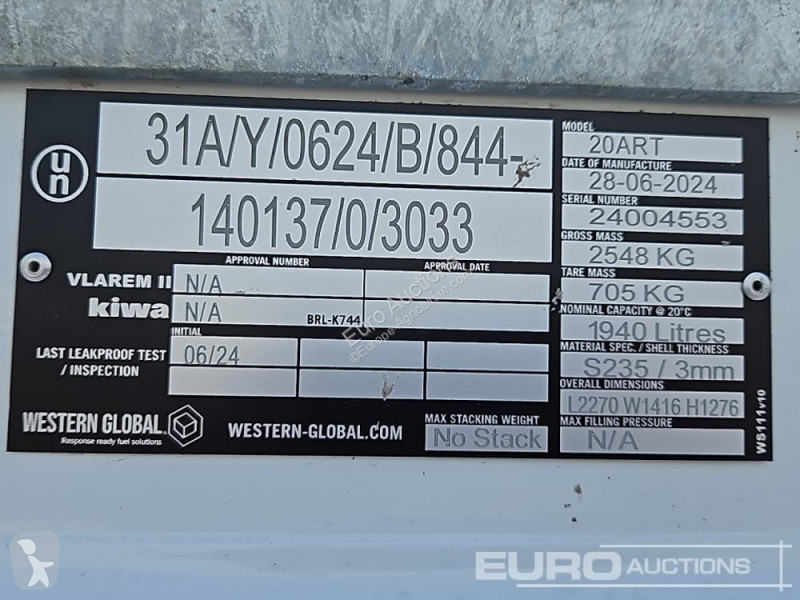 un
31A/Y/0624/B/844-
140137/0/3033
APPROVAL NUMBER
APPROVAL DATE
VLAREM II N/A
kiwa N/A BRL-K744
INITIAL
LAST LEAKPROOF TEST
/ INSPECTION
06/24
WESTERN GLOBAL
Response ready fuel solutions
WESTERN-GLOBAL.COM
MAX STACKING WEIGHT
No Stack
MODEL
20ART
DATE OF MANUFACTURE
28-06-2024
SERIAL NUMBER
24004553
GROSS MASS
2548 KG
TARE MASS
705 KG
NOMINAL CAPACITY @ 20°C
1940 Litres
MATERIAL SPEC. / SHELL THICKNESS
S235 / 3mm
OVERALL DIMENSIONS
L2270 W1416 H1276
MAX FILLING PRESSURE
N/A
WS111v10
Euro Auctions
EURO AUCTIONS